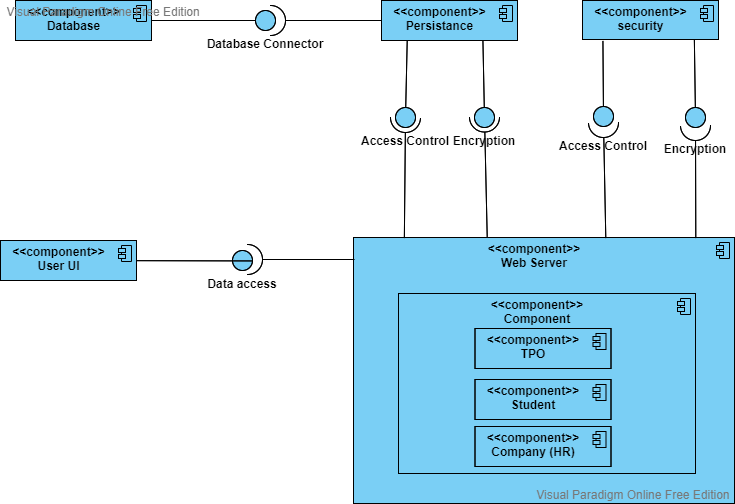 Visual Paradigm Online Free Edition
<<component>>
Database
Database Connector
<<component>>
Persistance
<<component>>
security
Access Control
Encryption
Access Control
Encryption
<<component>>
User UI
Data access
<<component>>
Web Server
<<component>>
Component
<<component>>
TPO
<<component>>
Student
<<component>>
Company (HR)
Visual Paradigm Online Free Edition